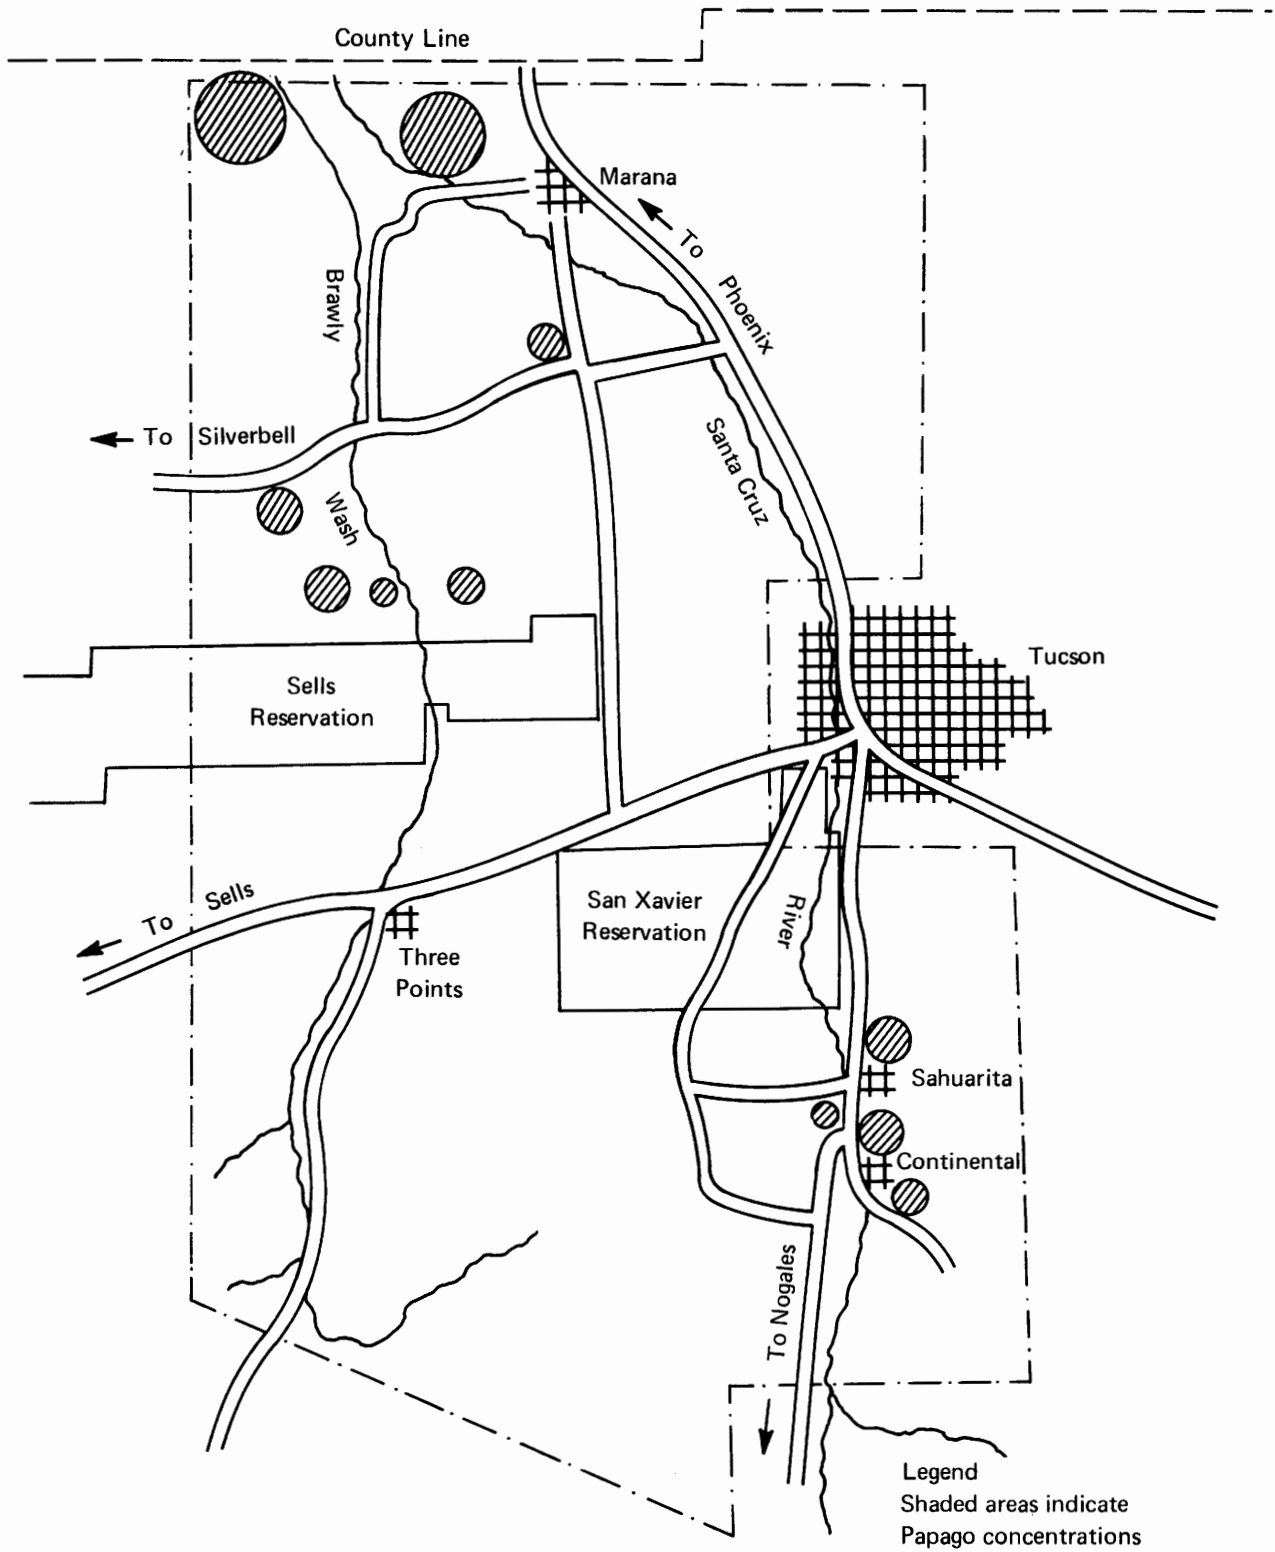 County Line
Marana
To Phoenix
Brawly
To Silverbell
Santa Cruz
Wash
Tucson
Sells
Reservation
To Sells
San Xavier
Reservation
River
Three
Points
Sahuarita
Continental
To Nogales
Legend
Shaded areas indicate
Papago concentrations